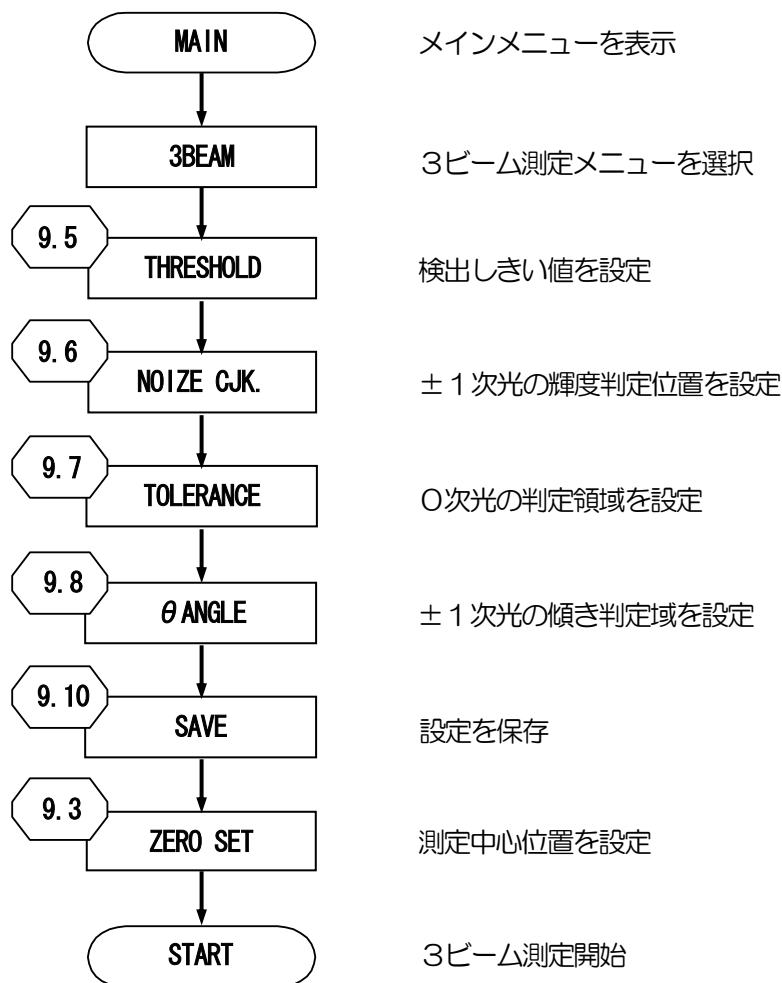 MAIN メインメニューを表示
3BEAM 3ビーム測定メニューを選択
9.5
THRESHOLD 検出しきい値を設定
9.6
NOIZE CJK. ±1次光の輝度判定位置を設定
9.7
TOLERANCE 0次光の判定領域を設定
9.8
θANGLE ±1次光の傾き判定域を設定
9.10
SAVE 設定を保存
9.3
ZERO SET 測定中心位置を設定
START 3ビーム測定開始